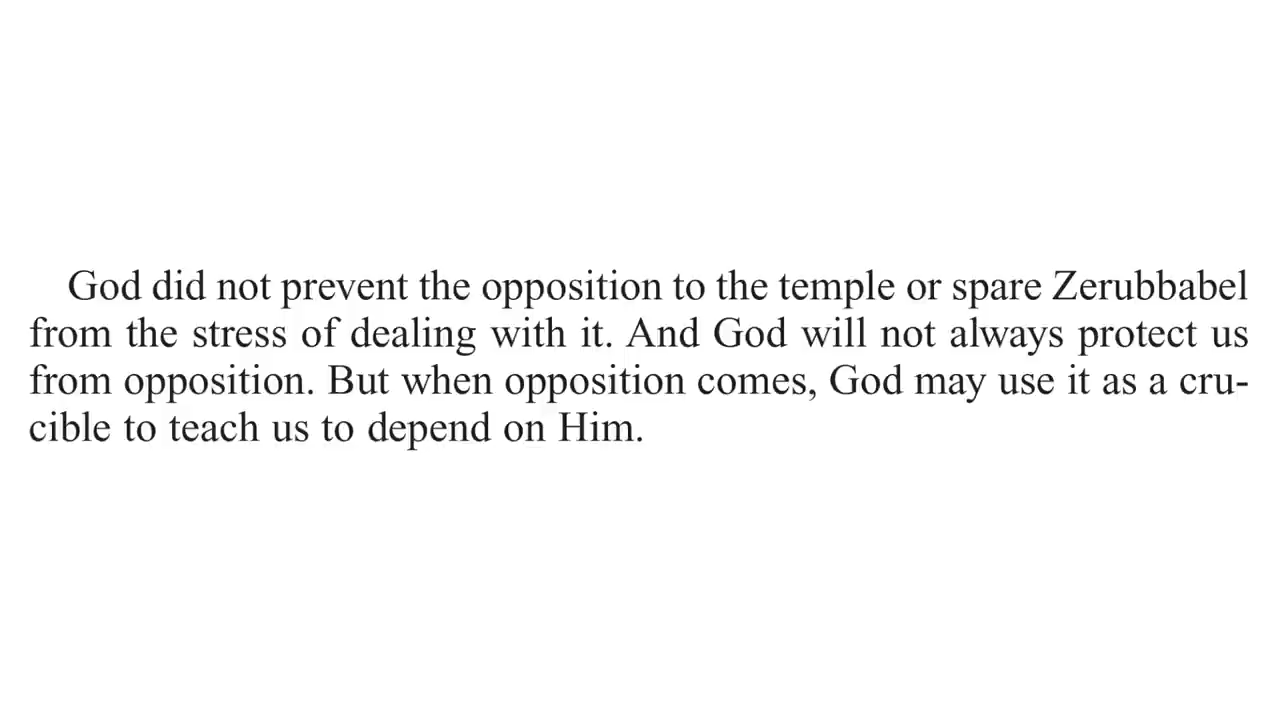 God did not prevent the opposition to the temple or spare Zerubbabel
from the stress of dealing with it. And God will not always protect us
from opposition. But when opposition comes, God may use it as a cru-
cible to teach us to depend on Him.